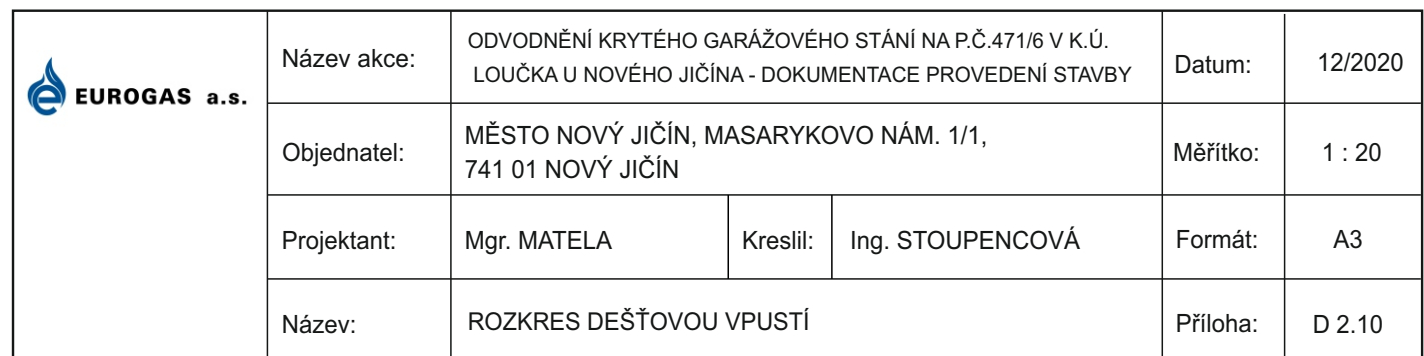 EUROGAS a.s.
Název akce:
ODVODNĚNÍ KRYTÉHO GARÁŽOVÉHO STÁNÍ NA P.Č.471/6 V K.Ú.
LOUČKA U NOVÉHO JIČÍNA - DOKUMENTACE PROVEDENÍ STAVBY
Datum:
12/2020
Objednatel:
MĚSTO NOVÝ JIČÍN, MASARYKOVO NÁM. 1/1,
741 01 NOVÝ JIČÍN
Měřítko:
1 : 20
Projektant:
Mgr. MATELA
Kreslil:
Ing. STOUPENCOVÁ
Formát:
A3
Název:
ROZKRES DEŠŤOVOU VPUSTÍ
Příloha:
D 2.10